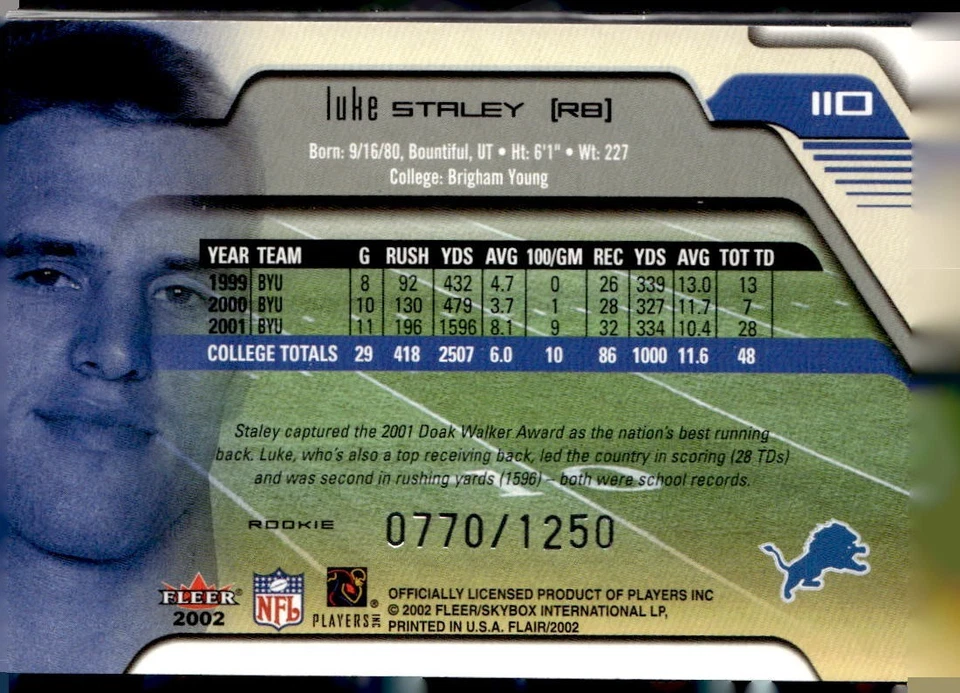 110
luke STALEY [RB]
Born: 9/16/80, Bountiful, UT • Ht: 6'1" • Wt: 227
College: Brigham Young
YEAR TEAM G RUSH YDS AVG 100/GM REC YDS AVG TOT TD
1999 BYU 8 92 432 4.7 0 26 339 13.0 13
2000 BYU 10 130 479 3.7 1 28 327 11.7 7
2001 BYU 11 196 1596 8.1 9 32 334 10.4 28
COLLEGE TOTALS 29 418 2507 6.0 10 86 1000 11.6 48
Staley captured the 2001 Doak Walker Award as the nation's best running
back. Luke, who's also a top receiving back, led the country in scoring (28 TDs)
and was second in rushing yards (1596) – both were school records.
10
ROOKIE 0770/1250
FLEER 2002
NFL
PLAYERS INC ®
OFFICIALLY LICENSED PRODUCT OF PLAYERS INC
© 2002 FLEER/SKYBOX INTERNATIONAL LP,
PRINTED IN U.S.A. FLAIR/2002